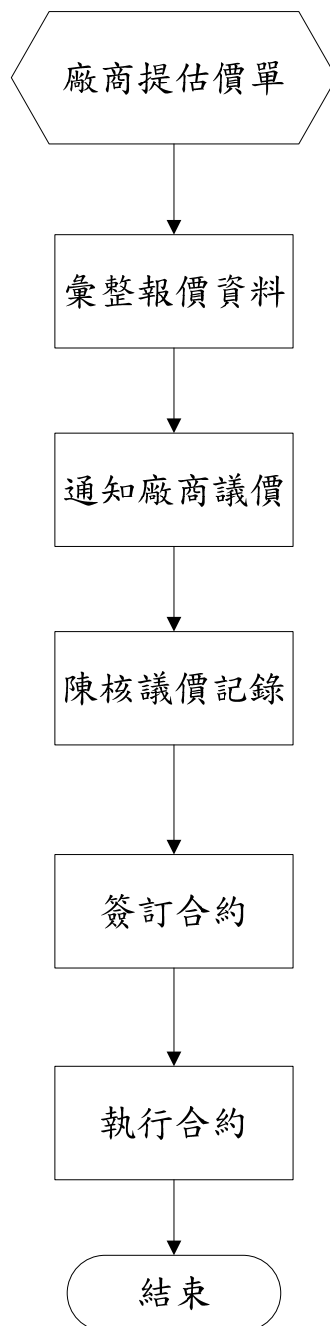 廠商提估價單
彙整報價資料
通知廠商議價
陳核議價記錄
簽訂合約
執行合約
結束